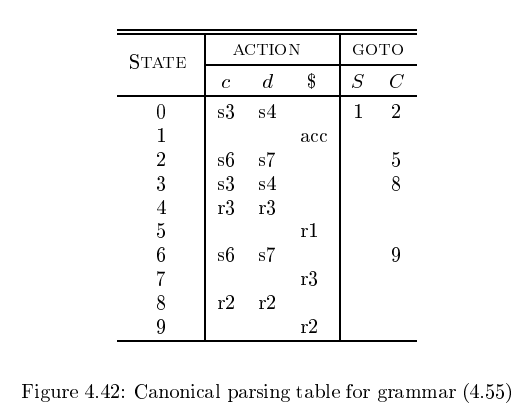 STATE ACTION GOTO
c d $ S C
0 s3 s4 1 2
1 acc
2 s6 s7 5
3 s3 s4 8
4 r3 r3
5 r1
6 s6 s7 9
7 r3
8 r2 r2
9 r2
Figure 4.42: Canonical parsing table for grammar (4.55)